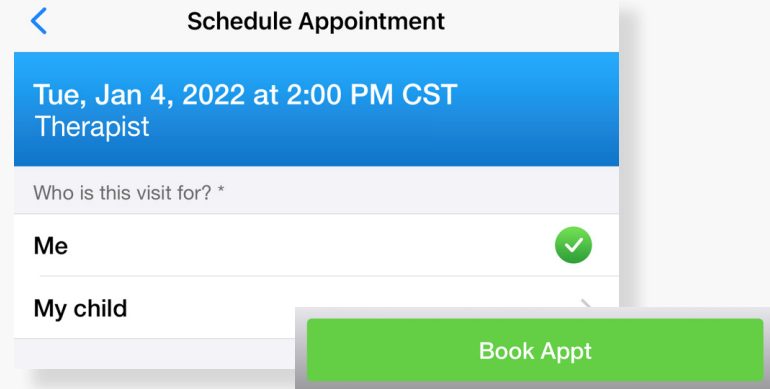 Schedule Appointment
Tue, Jan 4, 2022 at 2:00 PM CST
Therapist
Who is this visit for? *
Me
My child
Book Appt